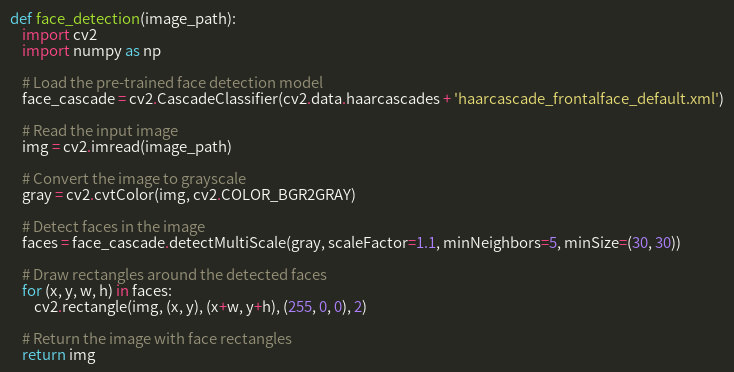 def face_detection(image_path):
    import cv2
    import numpy as np

    # Load the pre-trained face detection model
    face_cascade = cv2.CascadeClassifier(cv2.data.haarcascades + 'haarcascade_frontalface_default.xml')

    # Read the input image
    img = cv2.imread(image_path)

    # Convert the image to grayscale
    gray = cv2.cvtColor(img, cv2.COLOR_BGR2GRAY)

    # Detect faces in the image
    faces = face_cascade.detectMultiScale(gray, scaleFactor=1.1, minNeighbors=5, minSize=(30, 30))

    # Draw rectangles around the detected faces
    for (x, y, w, h) in faces:
        cv2.rectangle(img, (x, y), (x+w, y+h), (255, 0, 0), 2)

    # Return the image with face rectangles
    return img